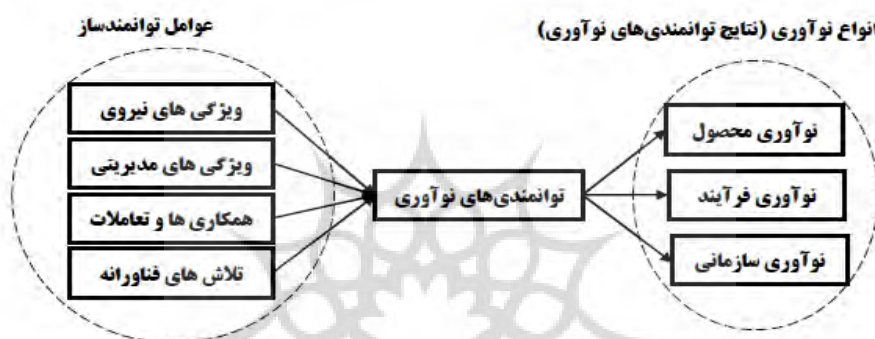 عوامل توانمندساز
انواع نوآوری (نتایج توانمندی‌های نوآوری)
ویژگی های نیروی
ویژگی های مدیریتی
همکاری ها و تعاملات
تلاش های فناورانه
توانمندی‌های نوآوری
نوآوری محصول
نوآوری فرآیند
نوآوری سازمانی